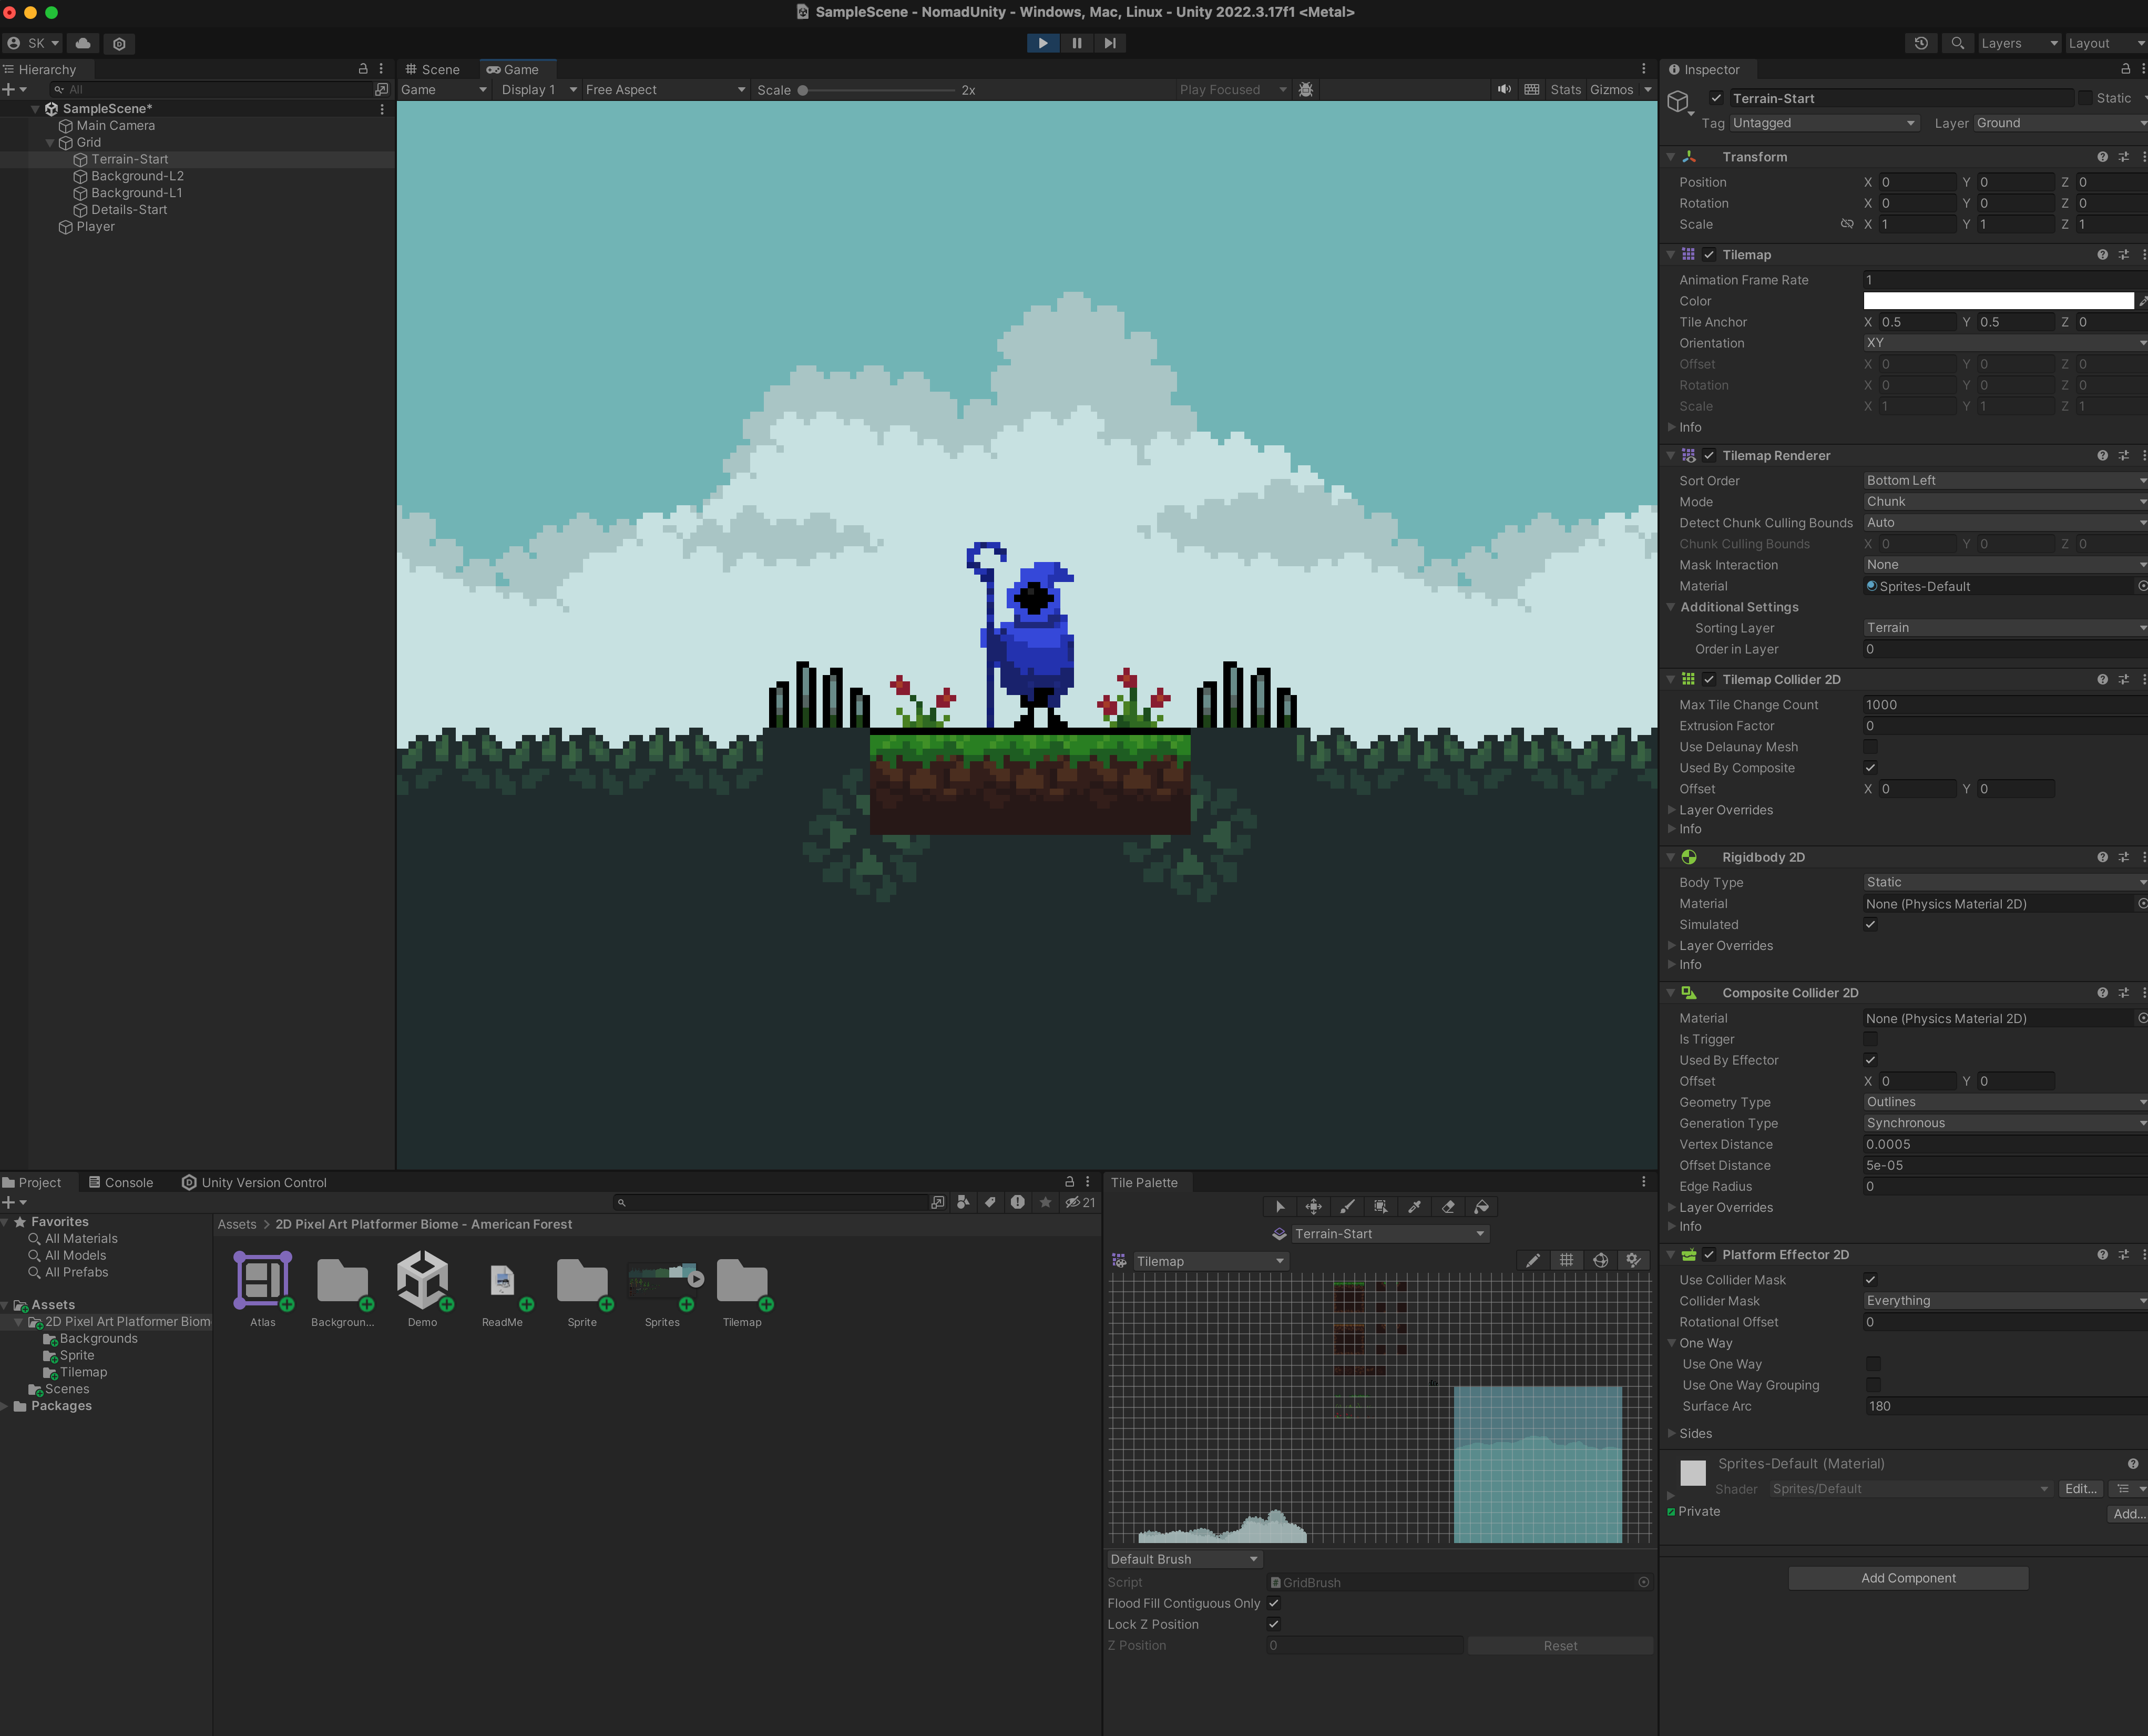 SampleScene - NomadUnity - Windows, Mac, Linux - Unity 2022.3.17f1 <Metal>
SK
Layers
Layout
Hierarchy
All
SampleScene*
Main Camera
Grid
Terrain-Start
Background-L2
Background-L1
Details-Start
Player
Scene
Game
Game
Display 1
Free Aspect
Scale
2x
Play Focused
Stats
Gizmos
Inspector
Terrain-Start
Static
Tag Untagged
Layer Ground
Transform
Position X 0 Y 0 Z 0
Rotation X 0 Y 0 Z 0
Scale X 1 Y 1 Z 1
Tilemap
Animation Frame Rate 1
Color
Tile Anchor X 0.5 Y 0.5 Z 0
Orientation XY
Offset X 0 Y 0 Z 0
Rotation X 0 Y 0 Z 0
Scale X 1 Y 1 Z 1
Info
Tilemap Renderer
Sort Order Bottom Left
Mode Chunk
Detect Chunk Culling Bounds Auto
Chunk Culling Bounds X 0 Y 0 Z 0
Mask Interaction None
Material Sprites-Default
Additional Settings
Sorting Layer Terrain
Order in Layer 0
Tilemap Collider 2D
Max Tile Change Count 1000
Extrusion Factor 0
Use Delaunay Mesh
Used By Composite
Offset X 0 Y 0
Layer Overrides
Info
Rigidbody 2D
Body Type Static
Material None (Physics Material 2D)
Simulated
Layer Overrides
Info
Composite Collider 2D
Material None (Physics Material 2D)
Is Trigger
Used By Effector
Offset X 0 Y 0
Geometry Type Outlines
Generation Type Synchronous
Vertex Distance 0.0005
Offset Distance 5e-05
Edge Radius 0
Layer Overrides
Info
Platform Effector 2D
Use Collider Mask
Collider Mask Everything
Rotational Offset 0
One Way
Use One Way
Use One Way Grouping
Surface Arc 180
Sides
Sprites-Default (Material)
Shader Sprites/Default Edit...
Private
Add...
Add Component
Project
Console
Unity Version Control
21
Favorites
All Materials
All Models
All Prefabs
Assets
2D Pixel Art Platformer Biom
Backgrounds
Sprite
Tilemap
Scenes
Packages
Assets > 2D Pixel Art Platformer Biome - American Forest
Atlas
Backgroun...
Demo
ReadMe
Sprite
Sprites
Tilemap
Tile Palette
Terrain-Start
Tilemap
Default Brush
Script GridBrush
Flood Fill Contiguous Only
Lock Z Position
Z Position 0 Reset